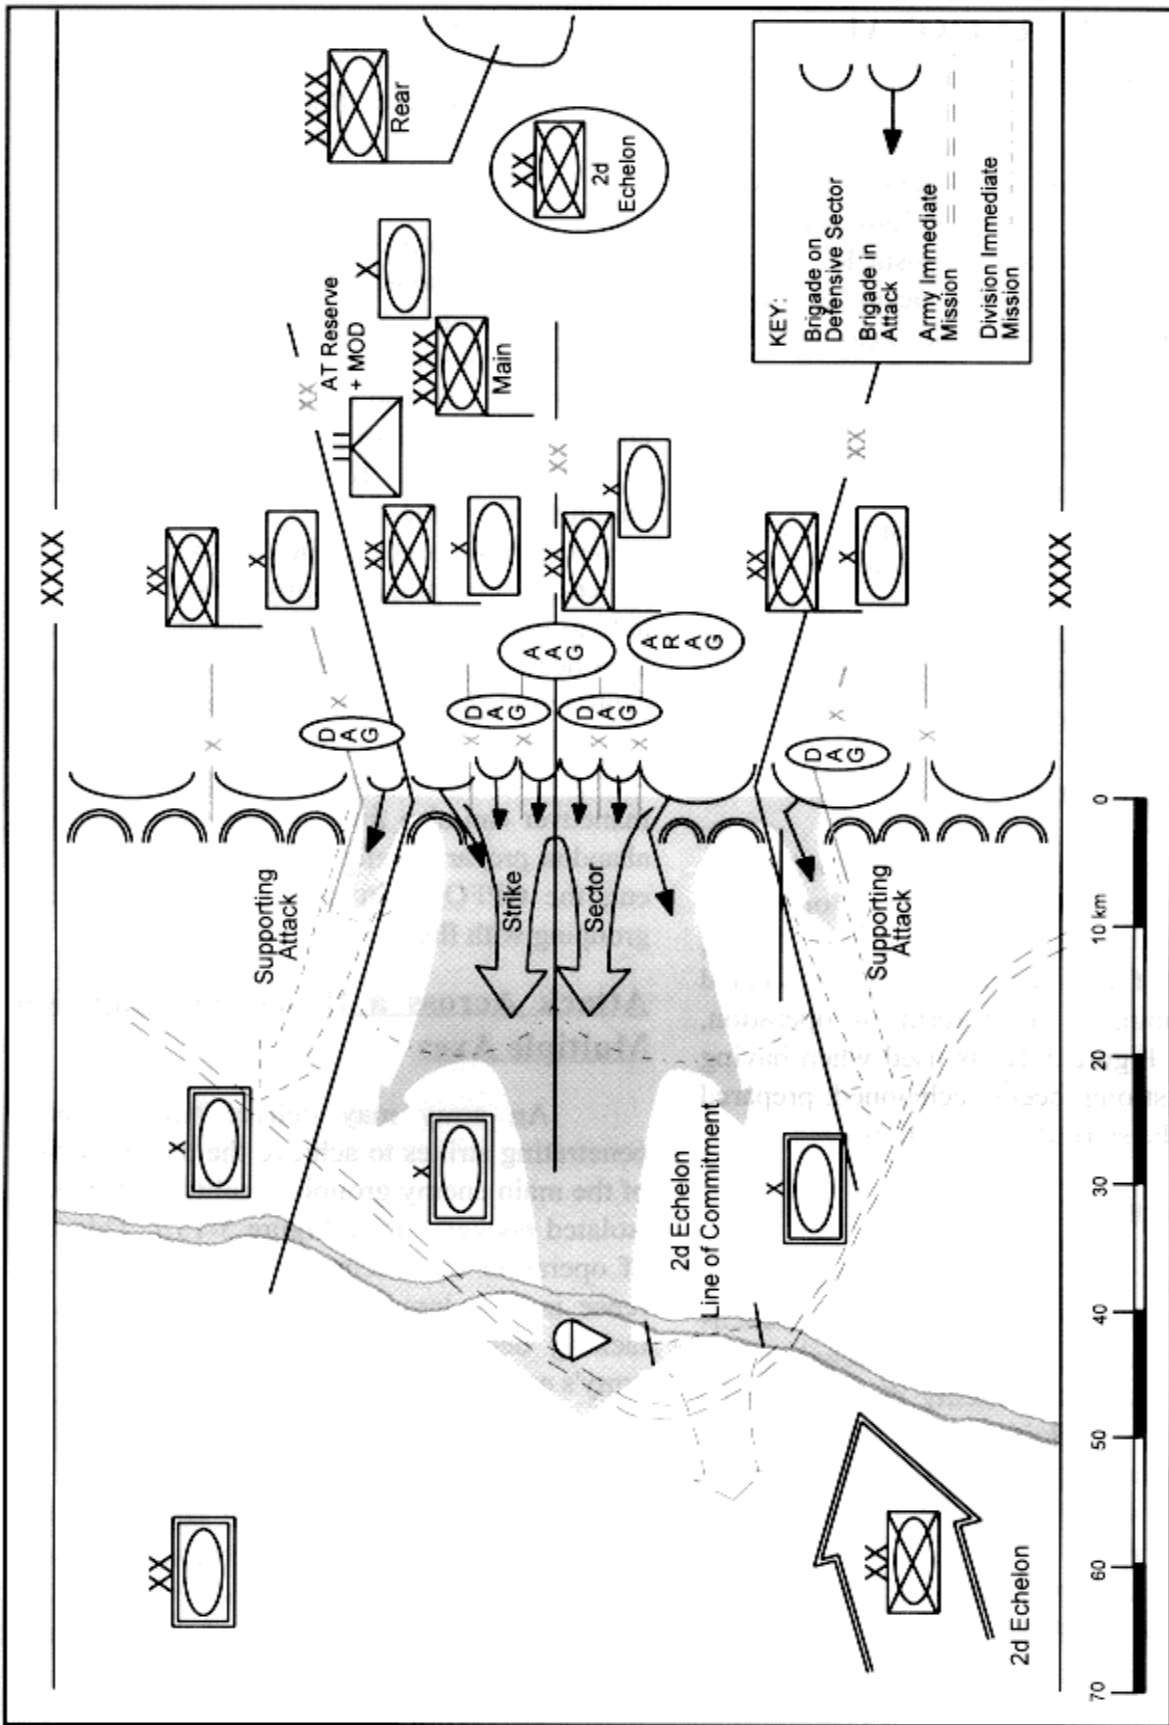 XXXX
XXXX
XXXX
Rear
XX
2d
Echelon
X
AT Reserve
+ MOD
XXXX
Main
XX
XX
XX
XX
X
XX
X
XX
X
XX
X
D
A
G
D
A
G
A
A
G
D
A
G
A
R
A
G
D
A
G
X
X
X
X
X
X
X
X
Supporting
Attack
Strike
Sector
Supporting
Attack
X
X
X
2d Echelon
Line of Commitment
XX
XX
2d Echelon
KEY:
Brigade on
Defensive Sector
Brigade in
Attack
Army Immediate
Mission
Division Immediate
Mission
70
60
50
40
30
20
10 km
0